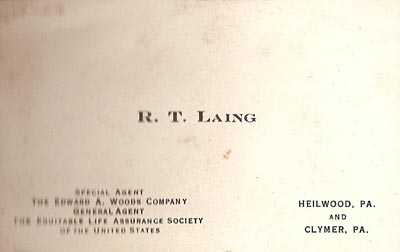 R. T. LAING
SPECIAL AGENT
THE EDWARD A. WOODS COMPANY
GENERAL AGENT
THE EQUITABLE LIFE ASSURANCE SOCIETY
OF THE UNITED STATES
HEILWOOD, PA.
AND
CLYMER, PA.